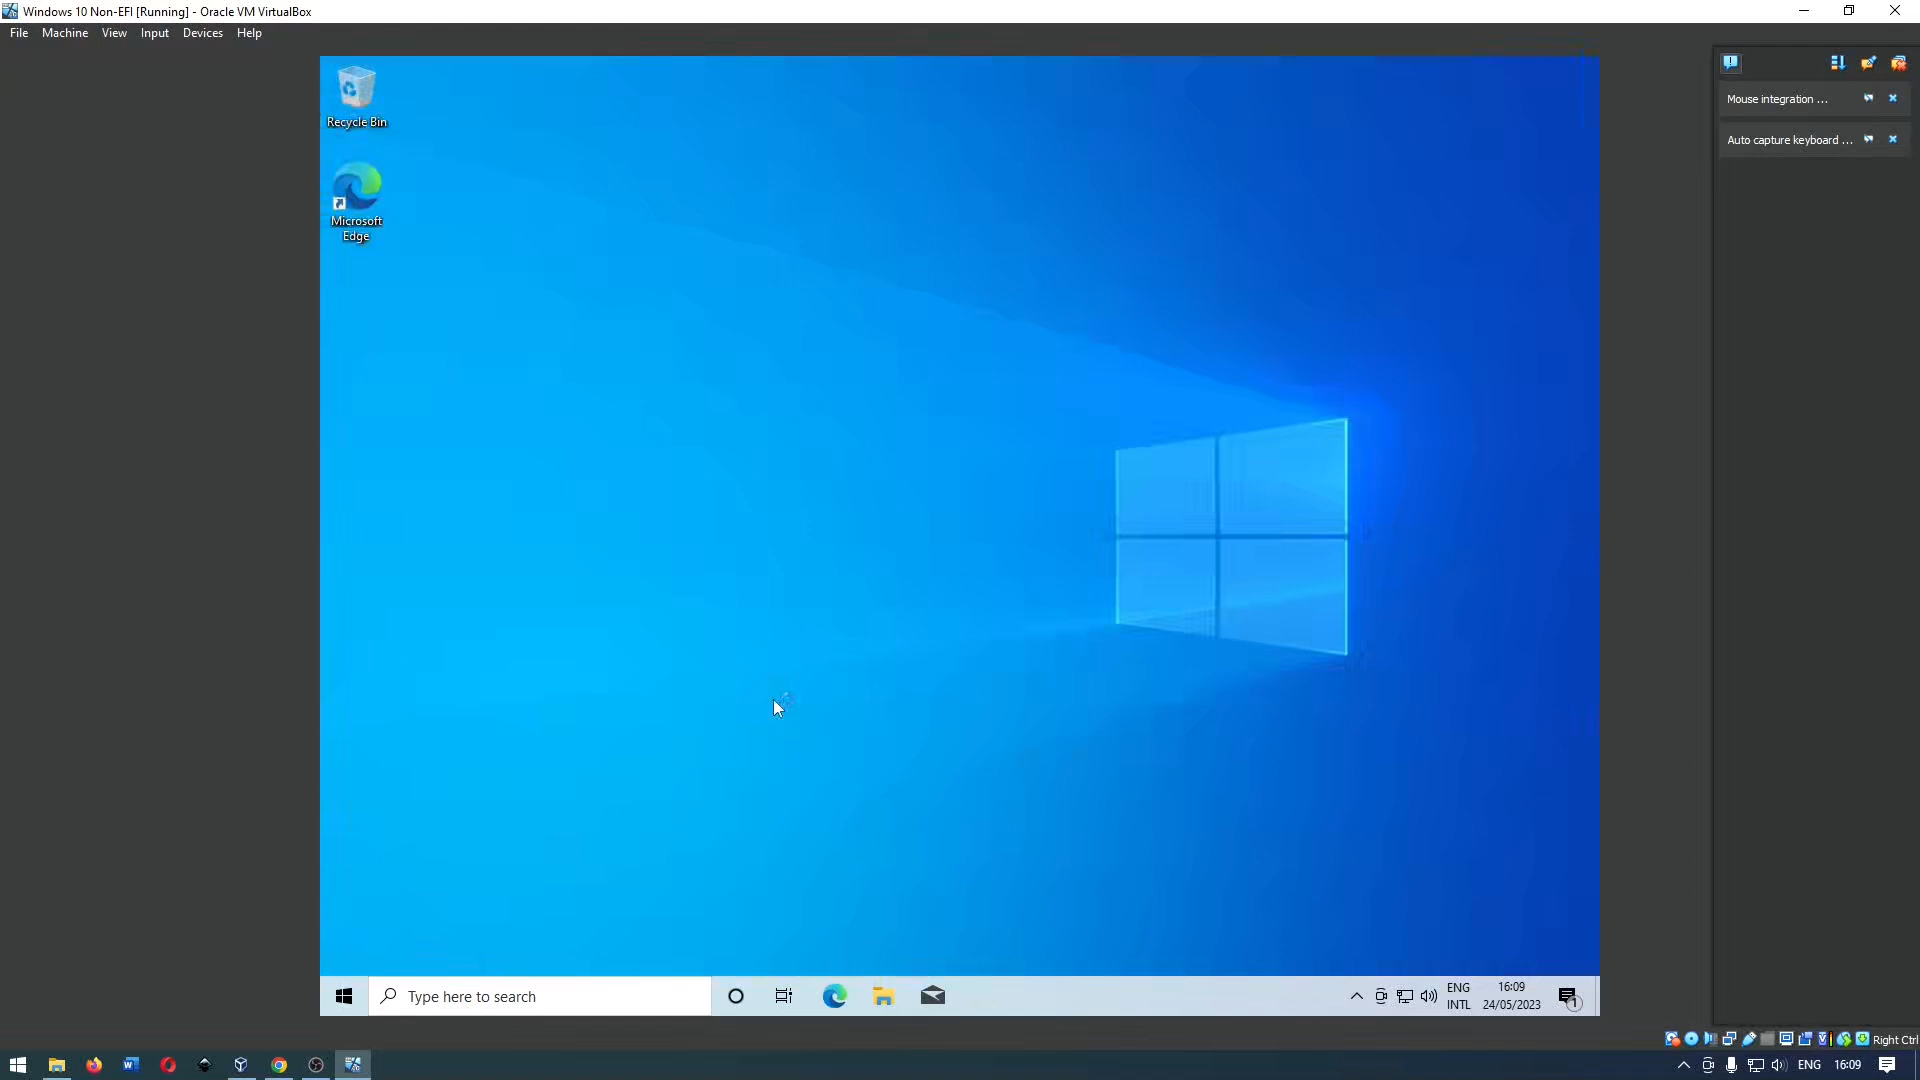 Windows 10 Non-EFI [Running] - Oracle VM VirtualBox
File Machine View Input Devices Help
Mouse integration ...
Auto capture keyboard ...
Recycle Bin
Microsoft
Edge
Type here to search
ENG
INTL
16:09
24/05/2023
1
Right Ctrl
ENG 16:09